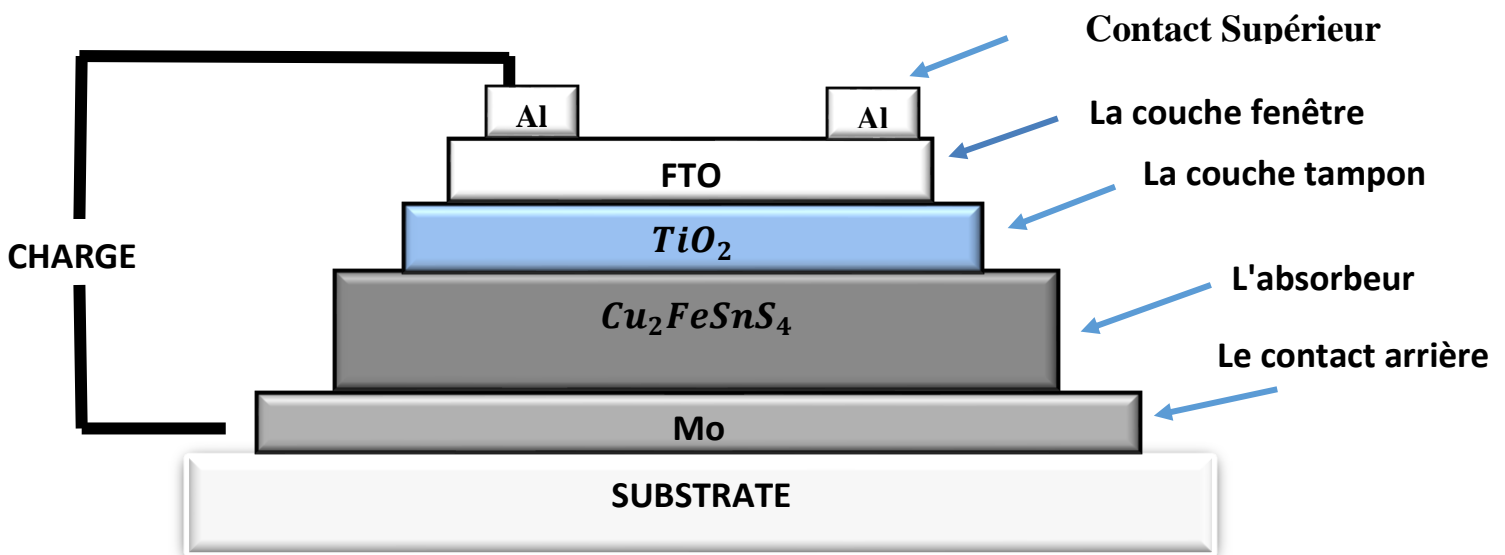 Contact Supérieur
Al
Al
La couche fenêtre
FTO
La couche tampon
TiO₂
CHARGE
L'absorbeur
Cu₂FeSnS₄
Le contact arrière
Mo
SUBSTRATE